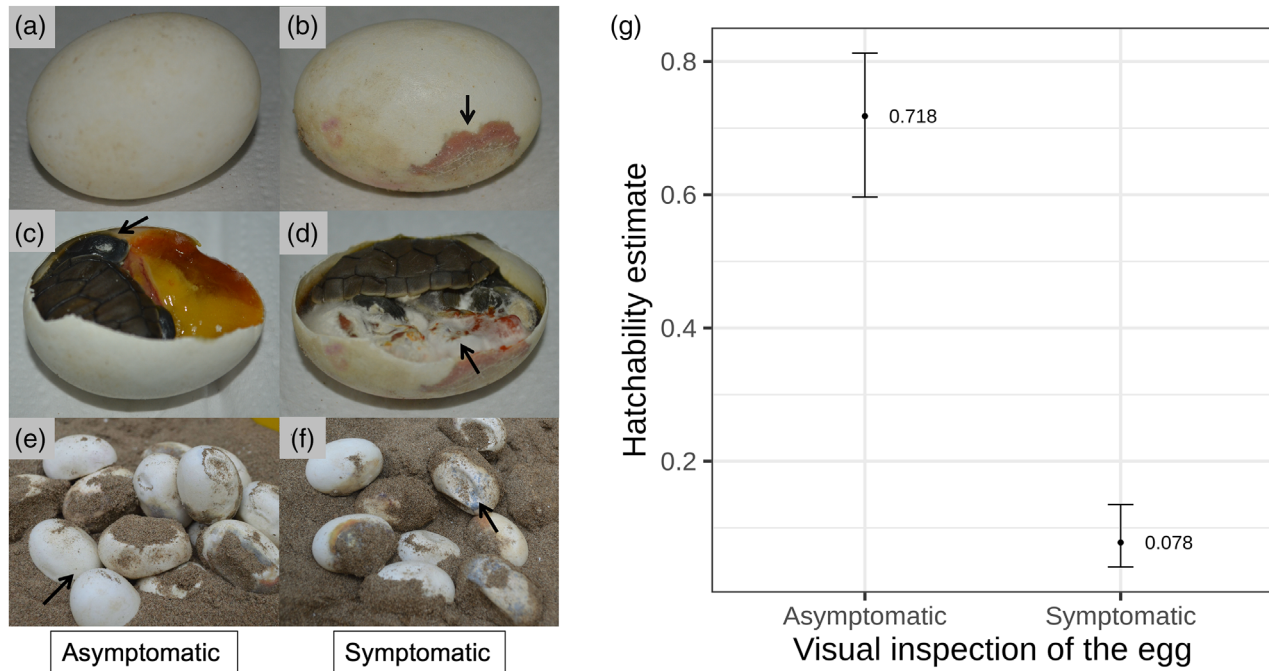 (a)
(b)
(c)
(d)
(e)
(f)
Asymptomatic
Symptomatic
(g)
Hatchability estimate
0.8
0.6
0.4
0.2
0.718
0.078
Asymptomatic
Symptomatic
Visual inspection of the egg